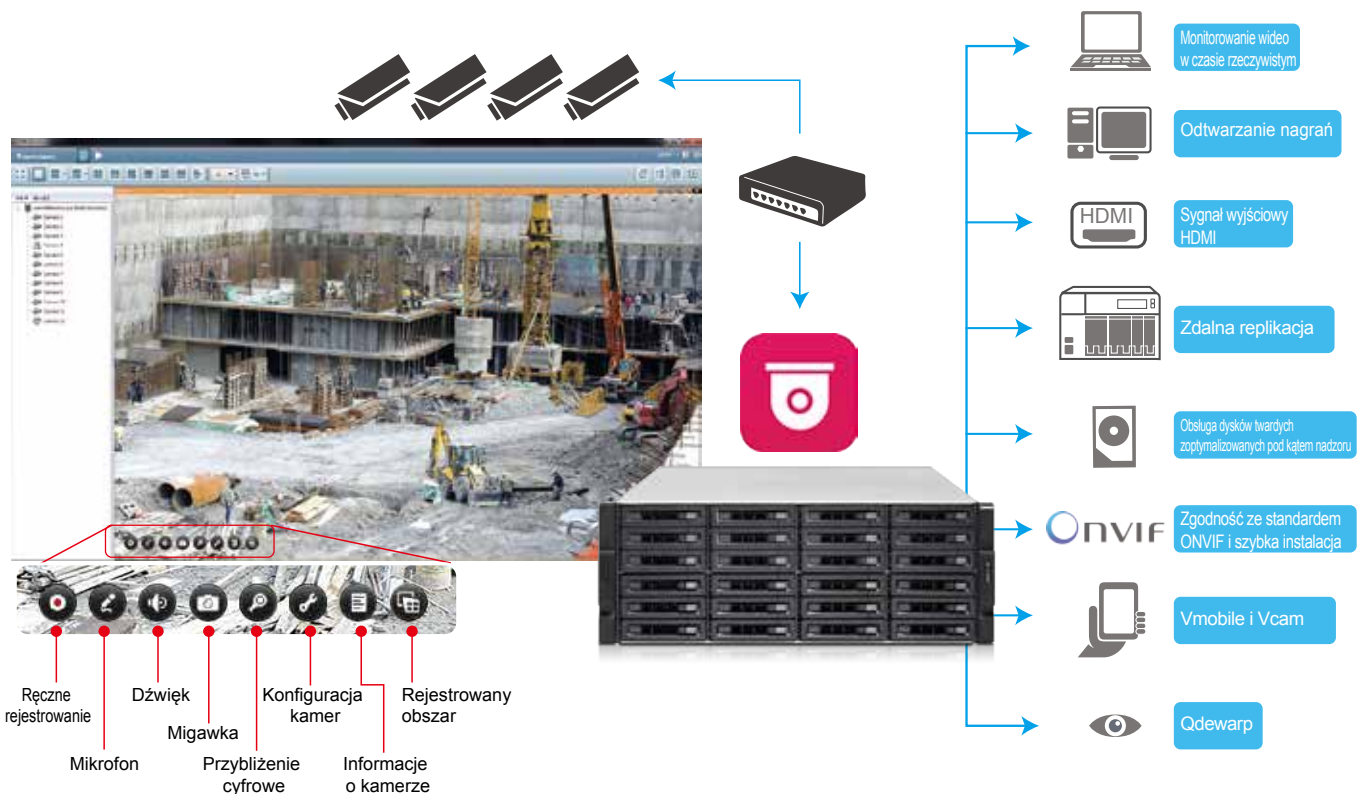 Monitorowanie wideo
w czasie rzeczywistym
Odtwarzanie nagrań
HDMI
Sygnał wyjściowy
HDMI
Zdalna replikacja
Obsługa dysków twardych
zoptymalizowanych pod kątem nadzoru
ONVIF
Zgodność ze standardem
ONVIF i szybka instalacja
Vmobile i Vcam
Qdewarp
Ręczne
rejestrowanie
Mikrofon
Dźwięk
Migawka
Przybliżenie
cyfrowe
Konfiguracja
kamer
Informacje
o kamerze
Rejestrowany
obszar